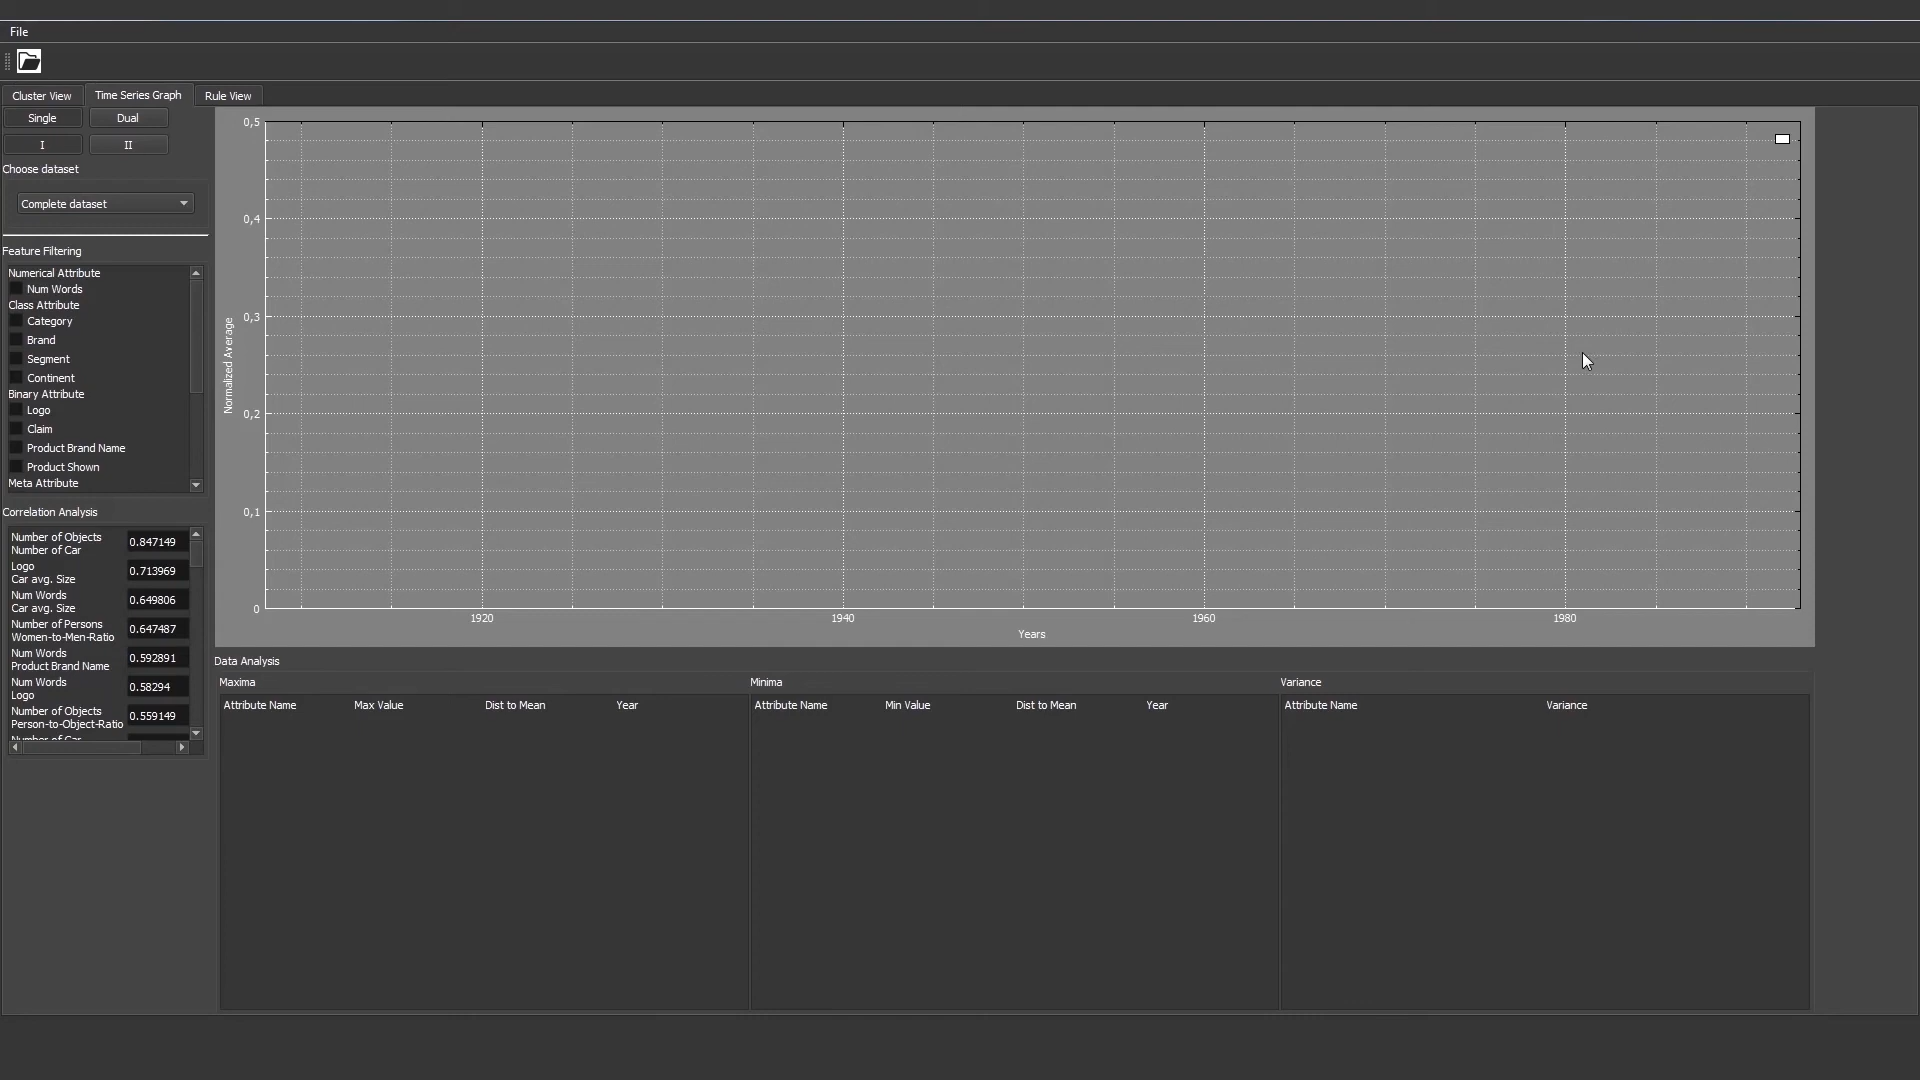 File
Cluster View
Time Series Graph
Rule View
Single
Dual
I
II
Choose dataset
Complete dataset
Feature Filtering
Numerical Attribute
Num Words
Class Attribute
Category
Brand
Segment
Continent
Binary Attribute
Logo
Claim
Product Brand Name
Product Shown
Meta Attribute
Correlation Analysis
Number of Objects
Number of Car
0.847149
Logo
Car avg. Size
0.713969
Num Words
Car avg. Size
0.649806
Number of Persons
Women-to-Men-Ratio
0.647487
Num Words
Product Brand Name
0.592891
Num Words
Logo
0.58294
Number of Objects
Person-to-Object-Ratio
0.559149
Number of Car
0,5
0,4
0,3
0,2
0,1
0
Normalized Average
1920
1940
1960
1980
Years
Data Analysis
Maxima
Attribute Name
Max Value
Dist to Mean
Year
Minima
Attribute Name
Min Value
Dist to Mean
Year
Variance
Attribute Name
Variance